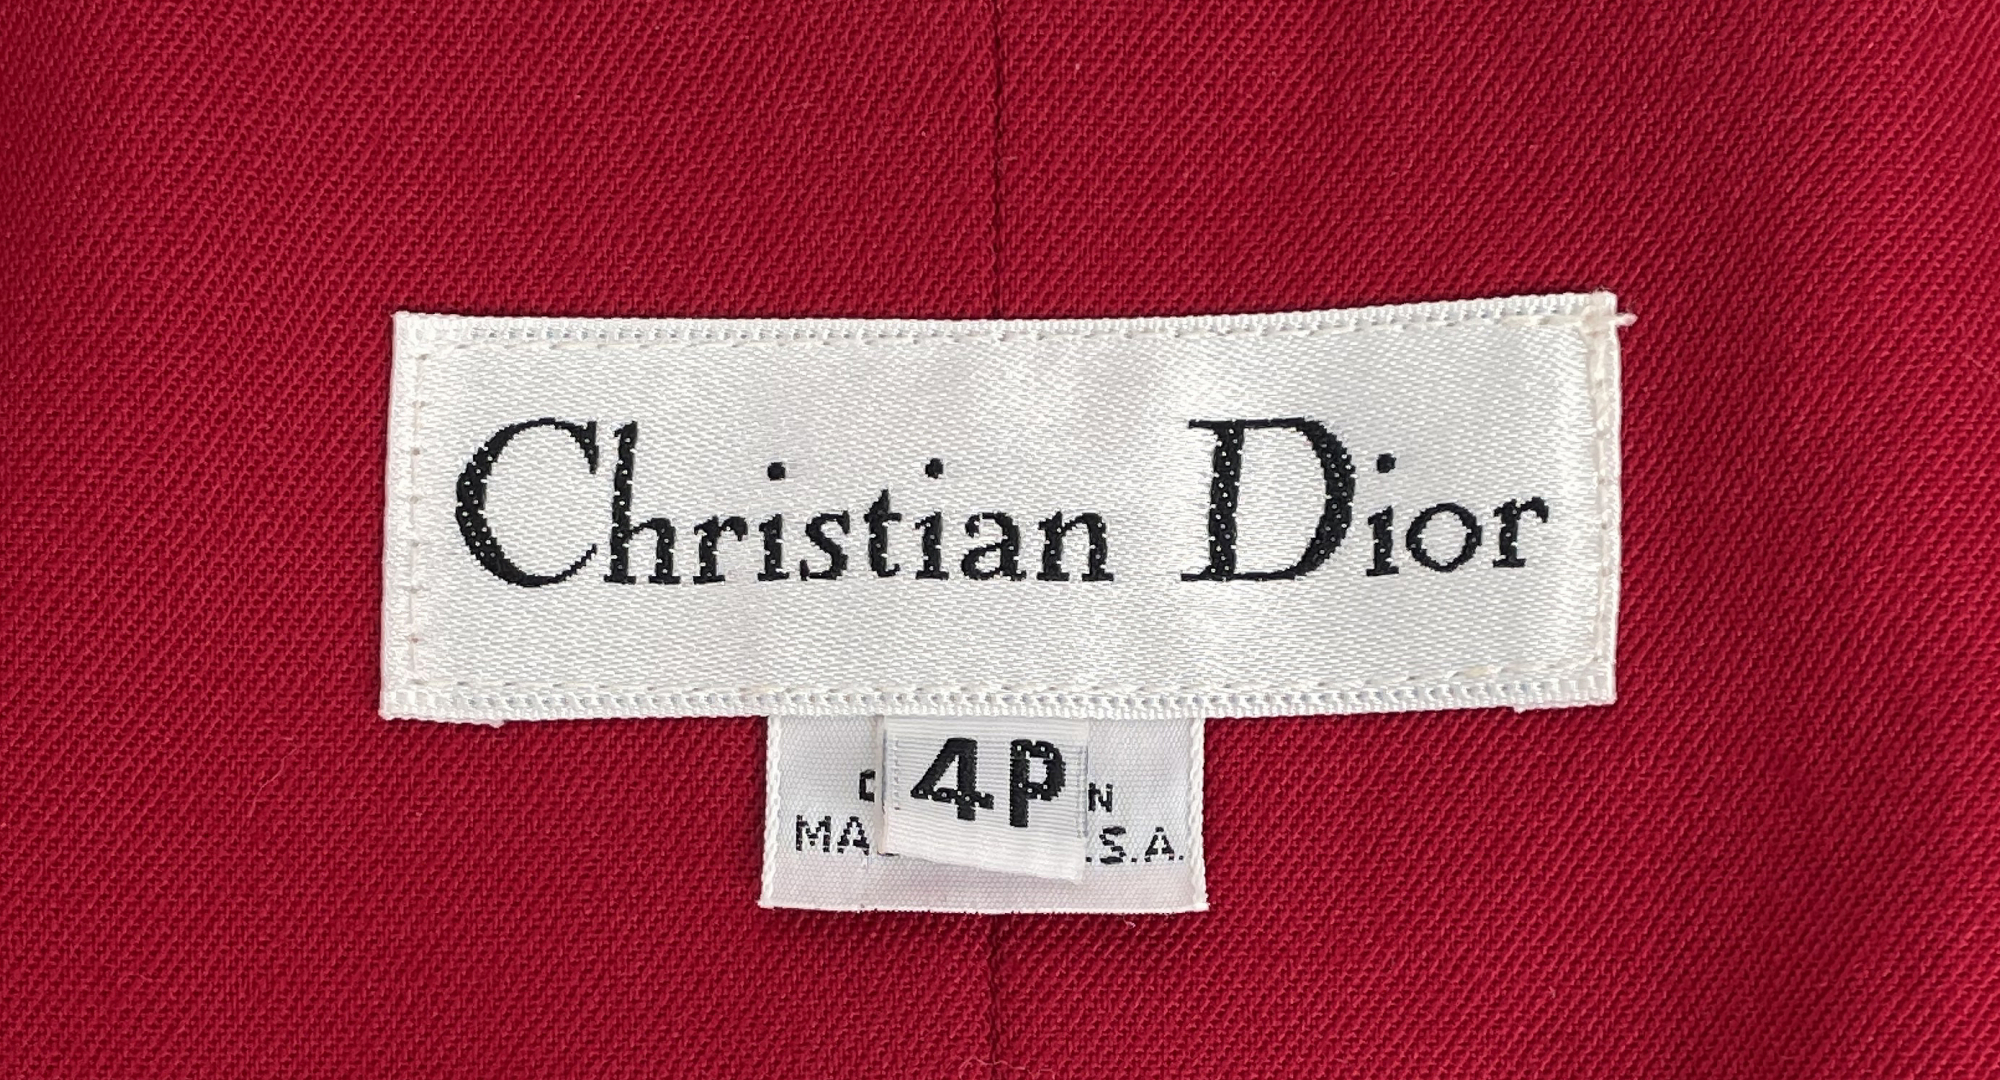 Christian Dior
4P
MA .S.A.